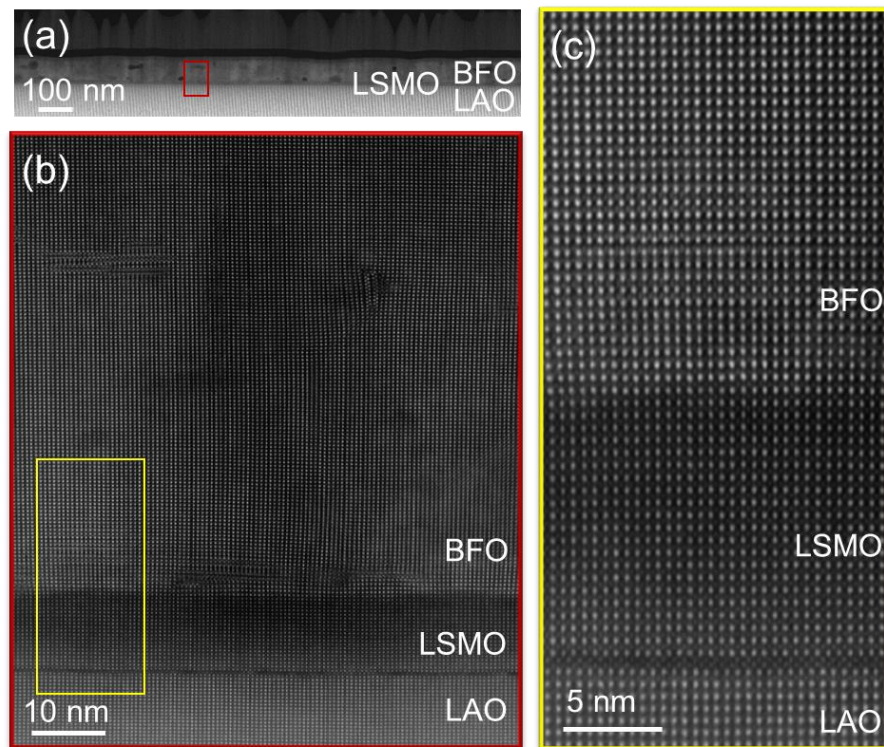 (a)
BFO
LSMO
LAO
100 nm
(b)
BFO
LSMO
LAO
10 nm
(c)
BFO
LSMO
5 nm
LAO